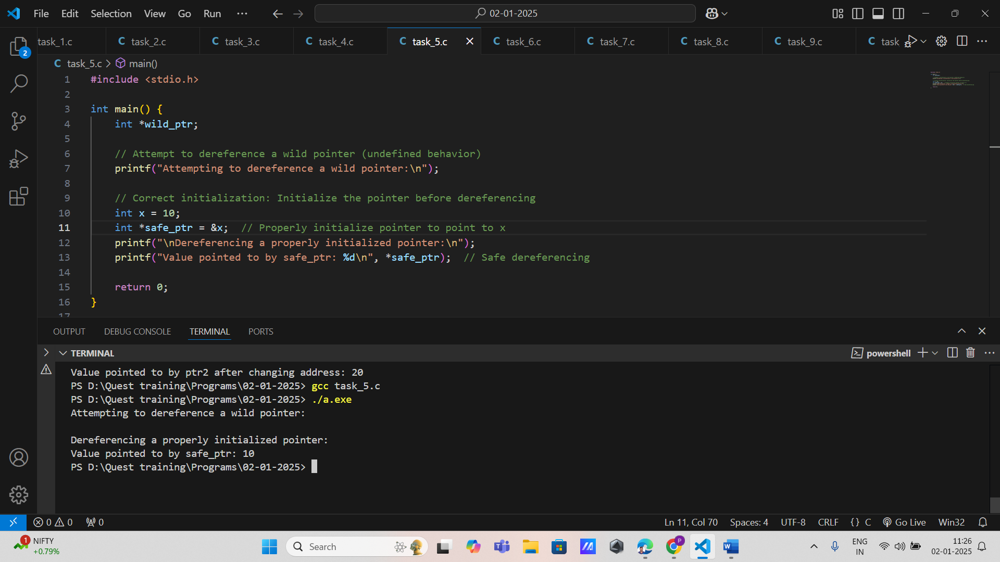 File Edit Selection View Go Run ··· 02-01-2025
task_1.c C task_2.c C task_3.c C task_4.c C task_5.c C task_6.c C task_7.c C task_8.c C task_9.c C task
C task_5.c > main()
1 #include <stdio.h>
2
3 int main() {
4 int *wild_ptr;
5
6 // Attempt to dereference a wild pointer (undefined behavior)
7 printf("Attempting to dereference a wild pointer:\n");
8
9 // Correct initialization: Initialize the pointer before dereferencing
10 int x = 10;
11 int *safe_ptr = &x;  // Properly initialize pointer to point to x
12 printf("\nDereferencing a properly initialized pointer:\n");
13 printf("Value pointed to by safe_ptr: %d\n", *safe_ptr);  // Safe dereferencing
14
15 return 0;
16 }
17
OUTPUT DEBUG CONSOLE TERMINAL PORTS
TERMINAL powershell
Value pointed to by ptr2 after changing address: 20
PS D:\Quest training\Programs\02-01-2025> gcc task_5.c
PS D:\Quest training\Programs\02-01-2025> ./a.exe
Attempting to dereference a wild pointer:

Dereferencing a properly initialized pointer:
Value pointed to by safe_ptr: 10
PS D:\Quest training\Programs\02-01-2025>
2
0 0 0 Ln 11, Col 70 Spaces: 4 UTF-8 CRLF {} C Go Live Win32
1 NIFTY
+0.79%
Search
P
ENG
IN
11:26
02-01-2025